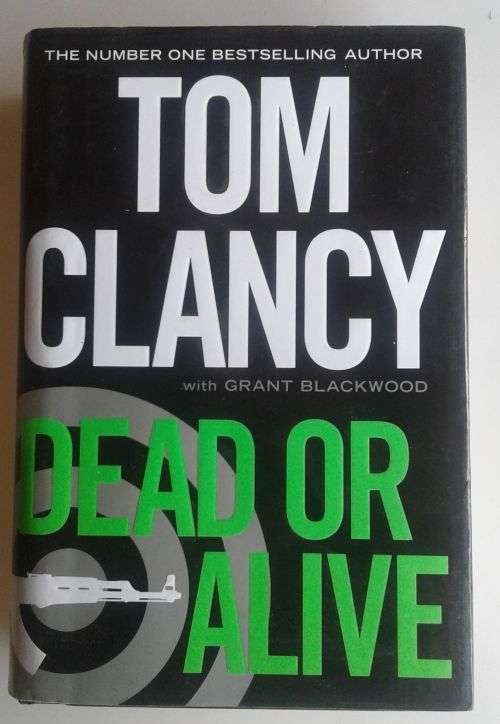 THE NUMBER ONE BESTSELLING AUTHOR
TOM
CLANCY
with GRANT BLACKWOOD
DEAD OR
ALIVE